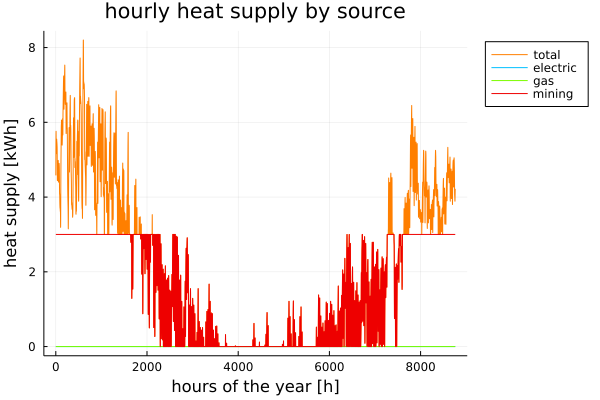 hourly heat supply by source
heat supply [kWh]
8
6
4
2
0
0
2000
4000
6000
8000
hours of the year [h]
total
electric
gas
mining